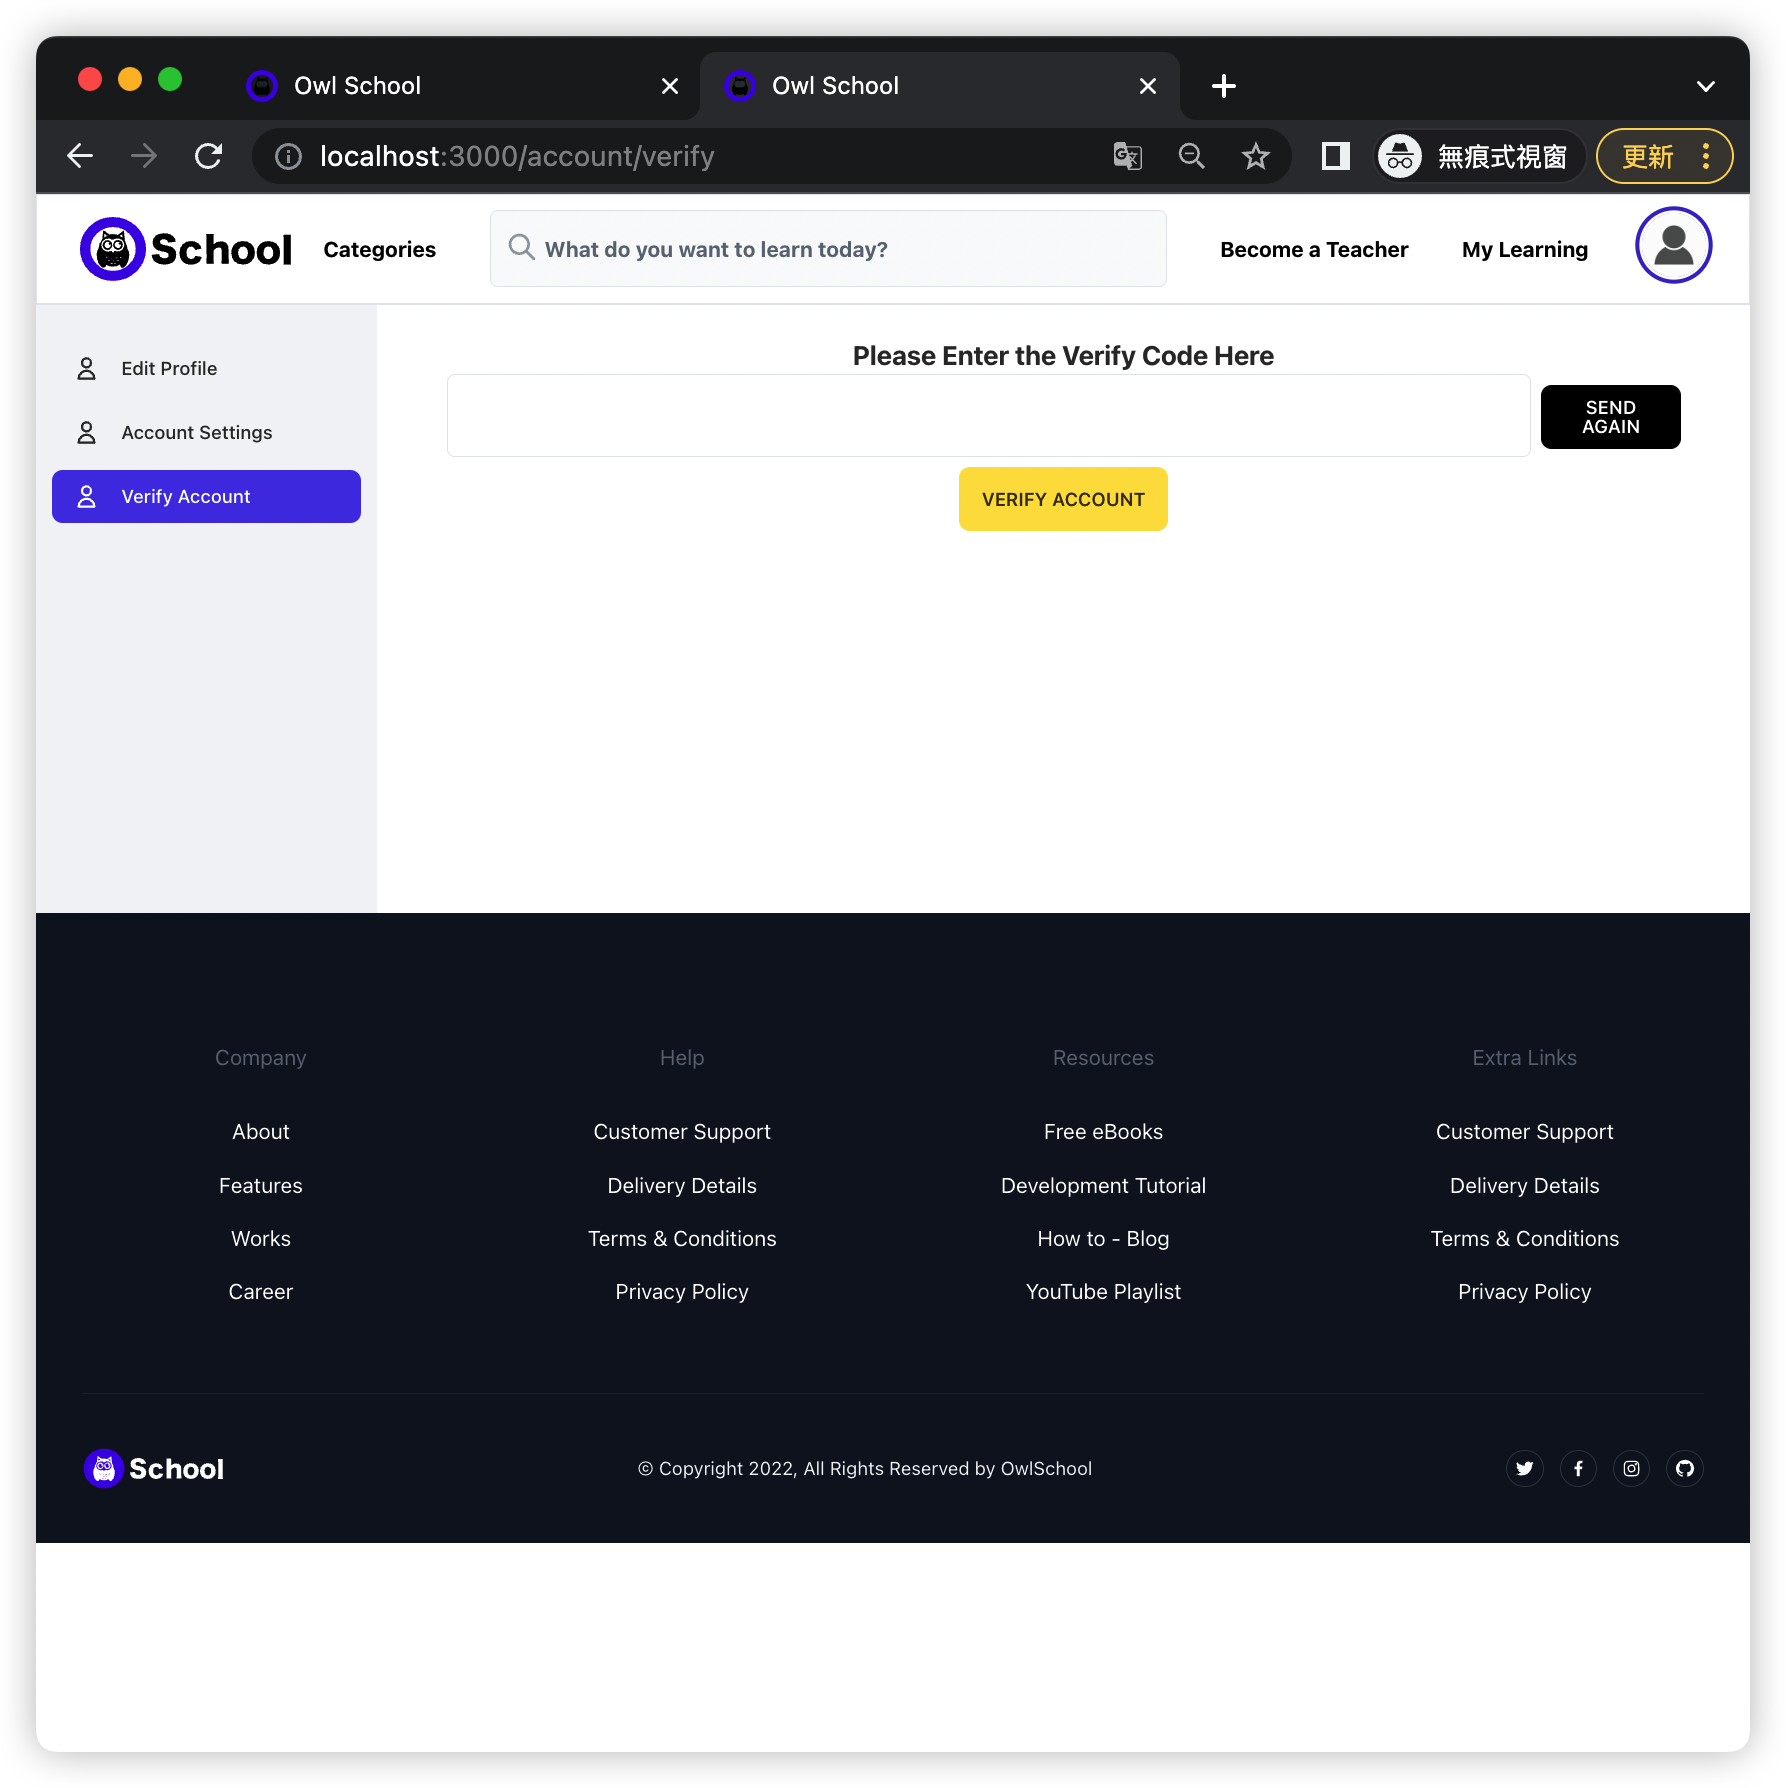 Owl School
Owl School
localhost:3000/account/verify
無痕式視窗
更新
School
Categories
What do you want to learn today?
Become a Teacher
My Learning
Edit Profile
Account Settings
Verify Account
Please Enter the Verify Code Here
SEND
AGAIN
VERIFY ACCOUNT
Company
About
Features
Works
Career
Help
Customer Support
Delivery Details
Terms & Conditions
Privacy Policy
Resources
Free eBooks
Development Tutorial
How to - Blog
YouTube Playlist
Extra Links
Customer Support
Delivery Details
Terms & Conditions
Privacy Policy
School
© Copyright 2022, All Rights Reserved by OwlSchool